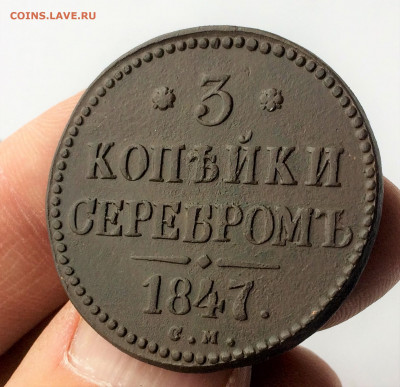 COINS.LAVE.RU
3
КОПѢЙКИ
СЕРЕБРОМЪ
1847.
С.М.